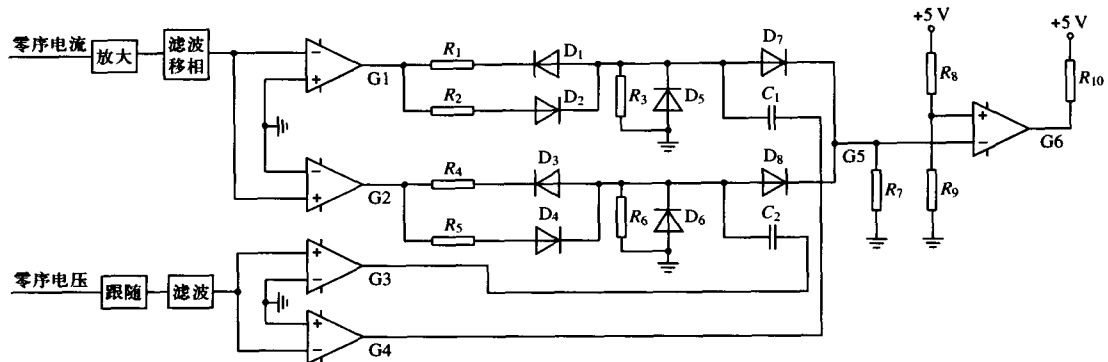 零序电流
放大
滤波
移相
−
+
G1
R1
D1
R2
D2
R3
D5
D7
C1
−
+
G2
R4
D3
R5
D4
R6
D6
D8
C2
G5
R7
+5 V
R8
R9
+
−
G6
+5 V
R10
零序电压
跟随
滤波
+
−
G3
+
−
G4